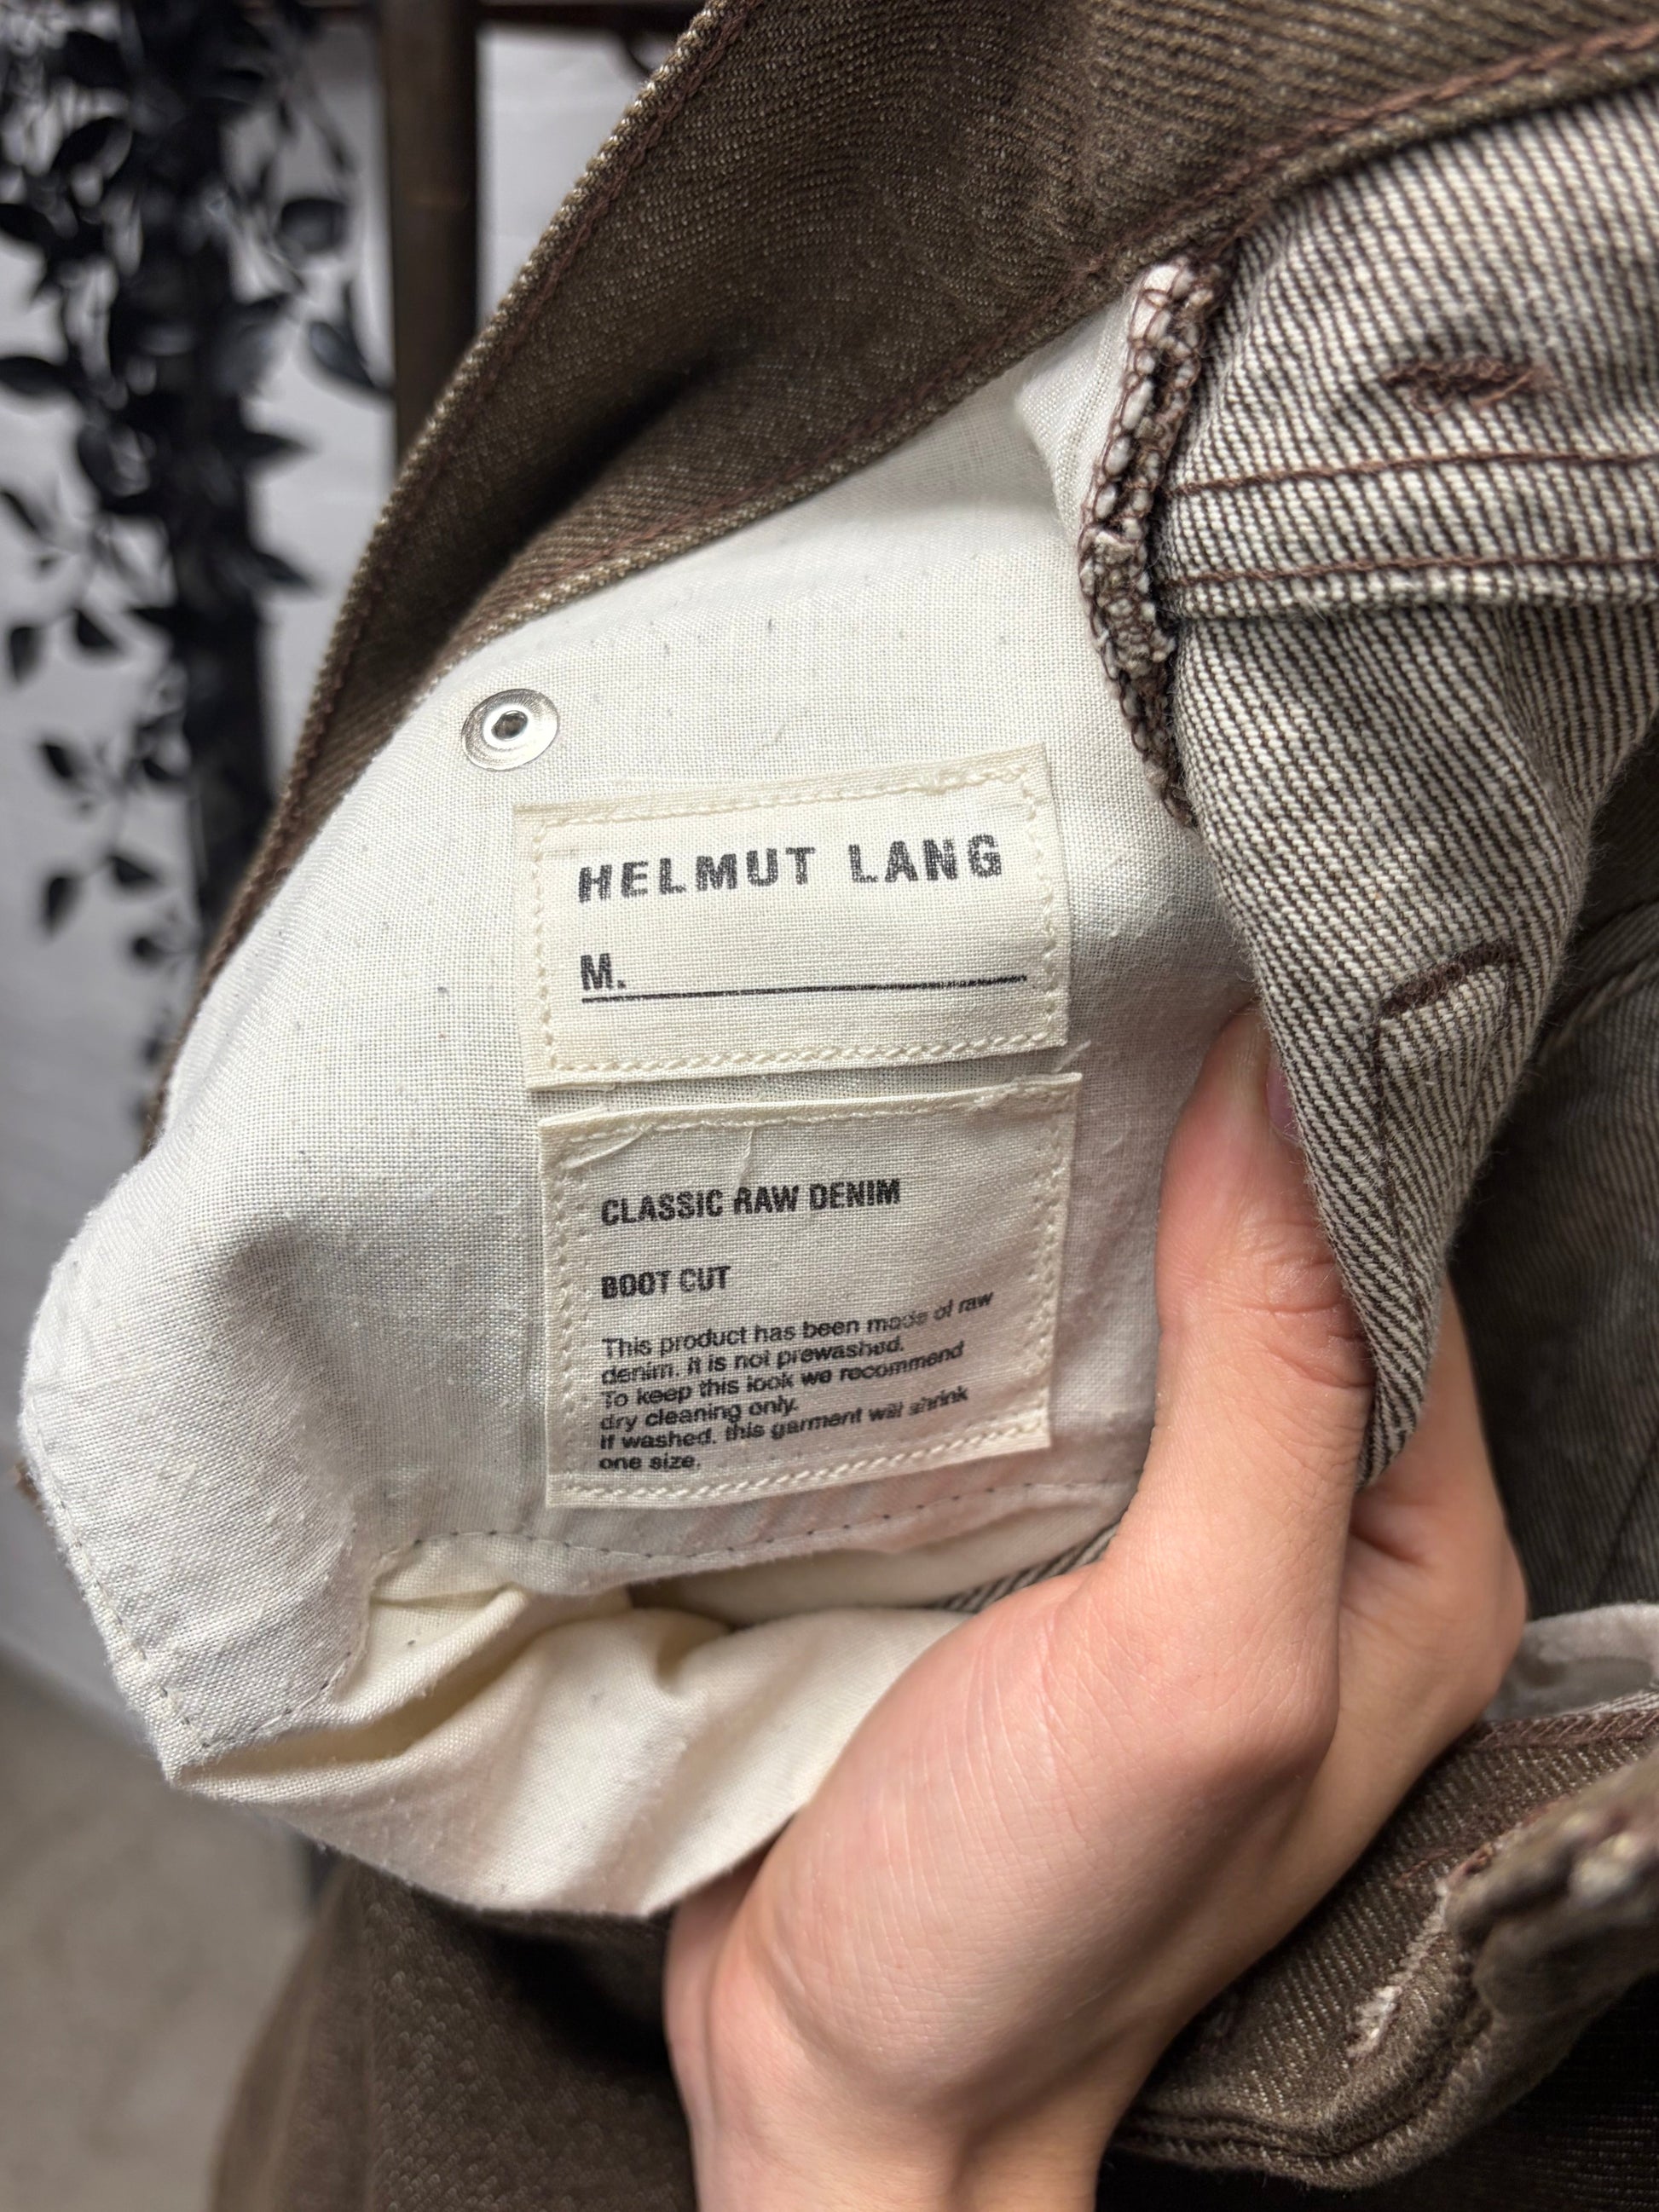 HELMUT LANG
M.
CLASSIC RAW DENIM
BOOT CUT
This product has been made of raw
denim. It is not prewashed.
To keep this look we recommend
dry cleaning only.
If washed, this garment will shrink
one size.